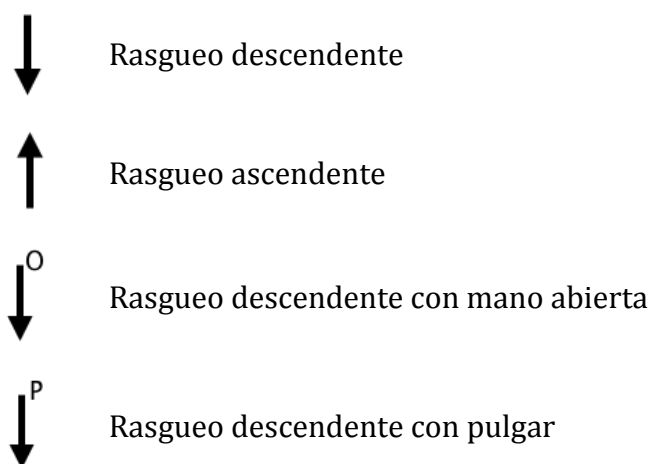 Rasgueo descendente
Rasgueo ascendente
O
Rasgueo descendente con mano abierta
P
Rasgueo descendente con pulgar